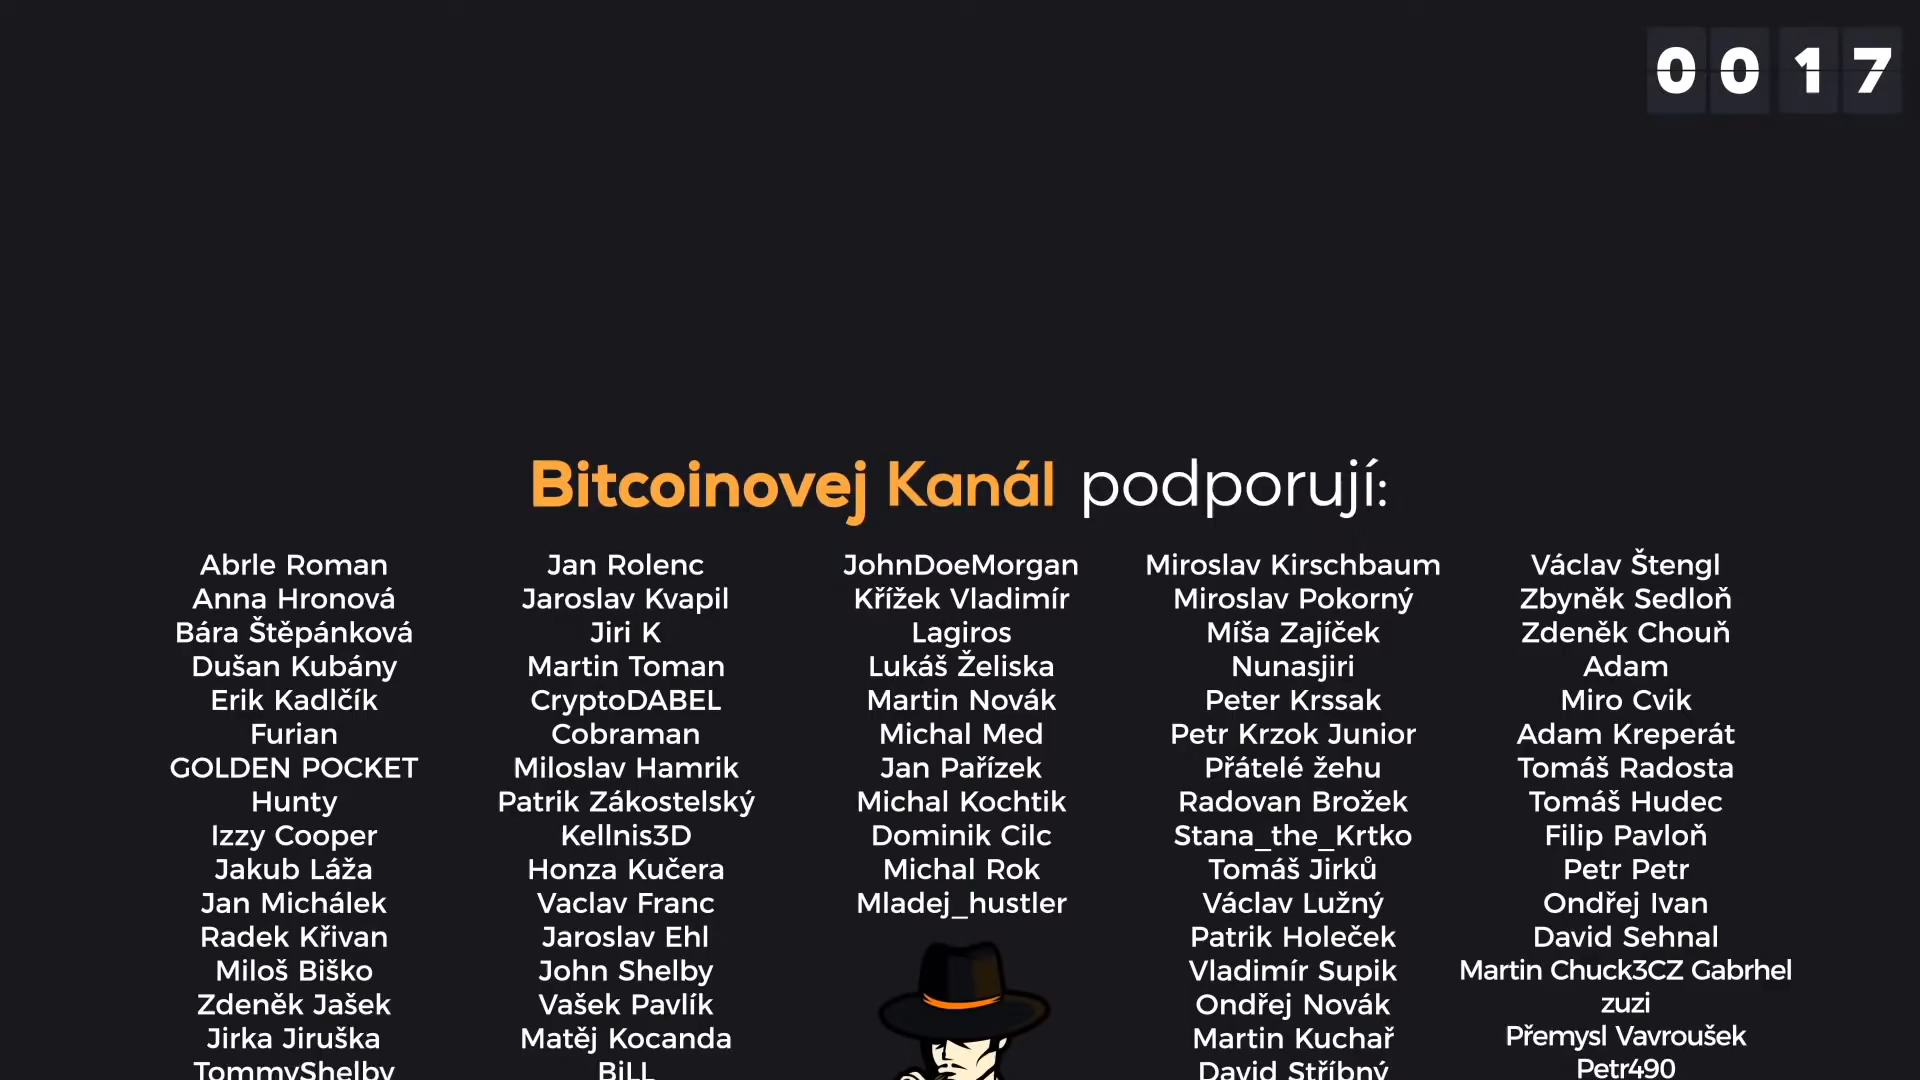 0017
Bitcoinovej Kanál podporují:
Abrle Roman
Anna Hronová
Bára Štěpánková
Dušan Kubány
Erik Kadlčík
Furian
GOLDEN POCKET
Hunty
Izzy Cooper
Jakub Láža
Jan Michálek
Radek Křivan
Miloš Biško
Zdeněk Jašek
Jirka Jiruška
TommyShelby
Jan Rolenc
Jaroslav Kvapil
Jiri K
Martin Toman
CryptoDABEL
Cobraman
Miloslav Hamrik
Patrik Zákostelský
Kellnis3D
Honza Kučera
Vaclav Franc
Jaroslav Ehl
John Shelby
Vašek Pavlík
Matěj Kocanda
BiLL
JohnDoeMorgan
Křížek Vladimír
Lagiros
Lukáš Želiska
Martin Novák
Michal Med
Jan Pařízek
Michal Kochtik
Dominik Cilc
Michal Rok
Mladej_hustler
Miroslav Kirschbaum
Miroslav Pokorný
Míša Zajíček
Nunasjiri
Peter Krssak
Petr Krzok Junior
Přátelé žehu
Radovan Brožek
Stana_the_Krtko
Tomáš Jirků
Václav Lužný
Patrik Holeček
Vladimír Supik
Ondřej Novák
Martin Kuchař
David Stříbný
Václav Štengl
Zbyněk Sedloň
Zdeněk Chouň
Adam
Miro Cvik
Adam Kreperát
Tomáš Radosta
Tomáš Hudec
Filip Pavloň
Petr Petr
Ondřej Ivan
David Sehnal
Martin Chuck3CZ Gabrhel
zuzi
Přemysl Vavroušek
Petr490